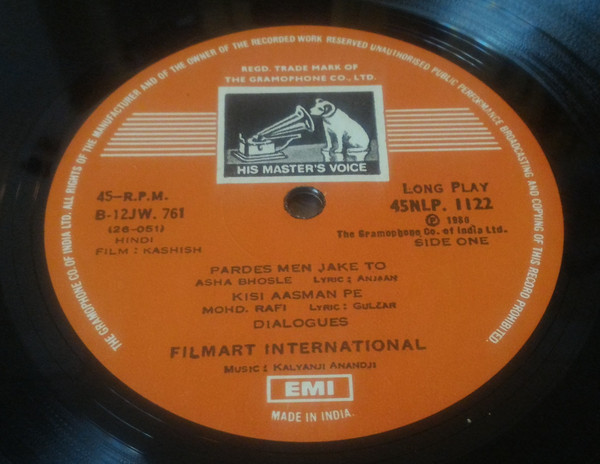 THE GRAMOPHONE CO. OF INDIA LTD. ALL RIGHTS OF THE MANUFACTURER AND OF THE OWNER OF THE RECORDED WORK RESERVED UNAUTHORISED PUBLIC PERFORMANCE BROADCASTING AND COPYING OF THIS RECORD PROHIBITED.
REGD. TRADE MARK OF
THE GRAMOPHONE CO., LTD.
HIS MASTER'S VOICE
45-R.P.M.
B-12JW. 761
(26-051)
HINDI
FILM : KASHISH
LONG PLAY
45NLP. 1122
Ⓟ 1980
The Gramophone Co. of India Ltd.
SIDE ONE
PARDES MEN JAKE TO
ASHA BHOSLE LYRIC : ANJAAN
KISI AASMAN PE
MOHD. RAFI LYRIC : GULZAR
DIALOGUES
FILMART INTERNATIONAL
MUSIC : KALYANJI ANANDJI
EMI
MADE IN INDIA.